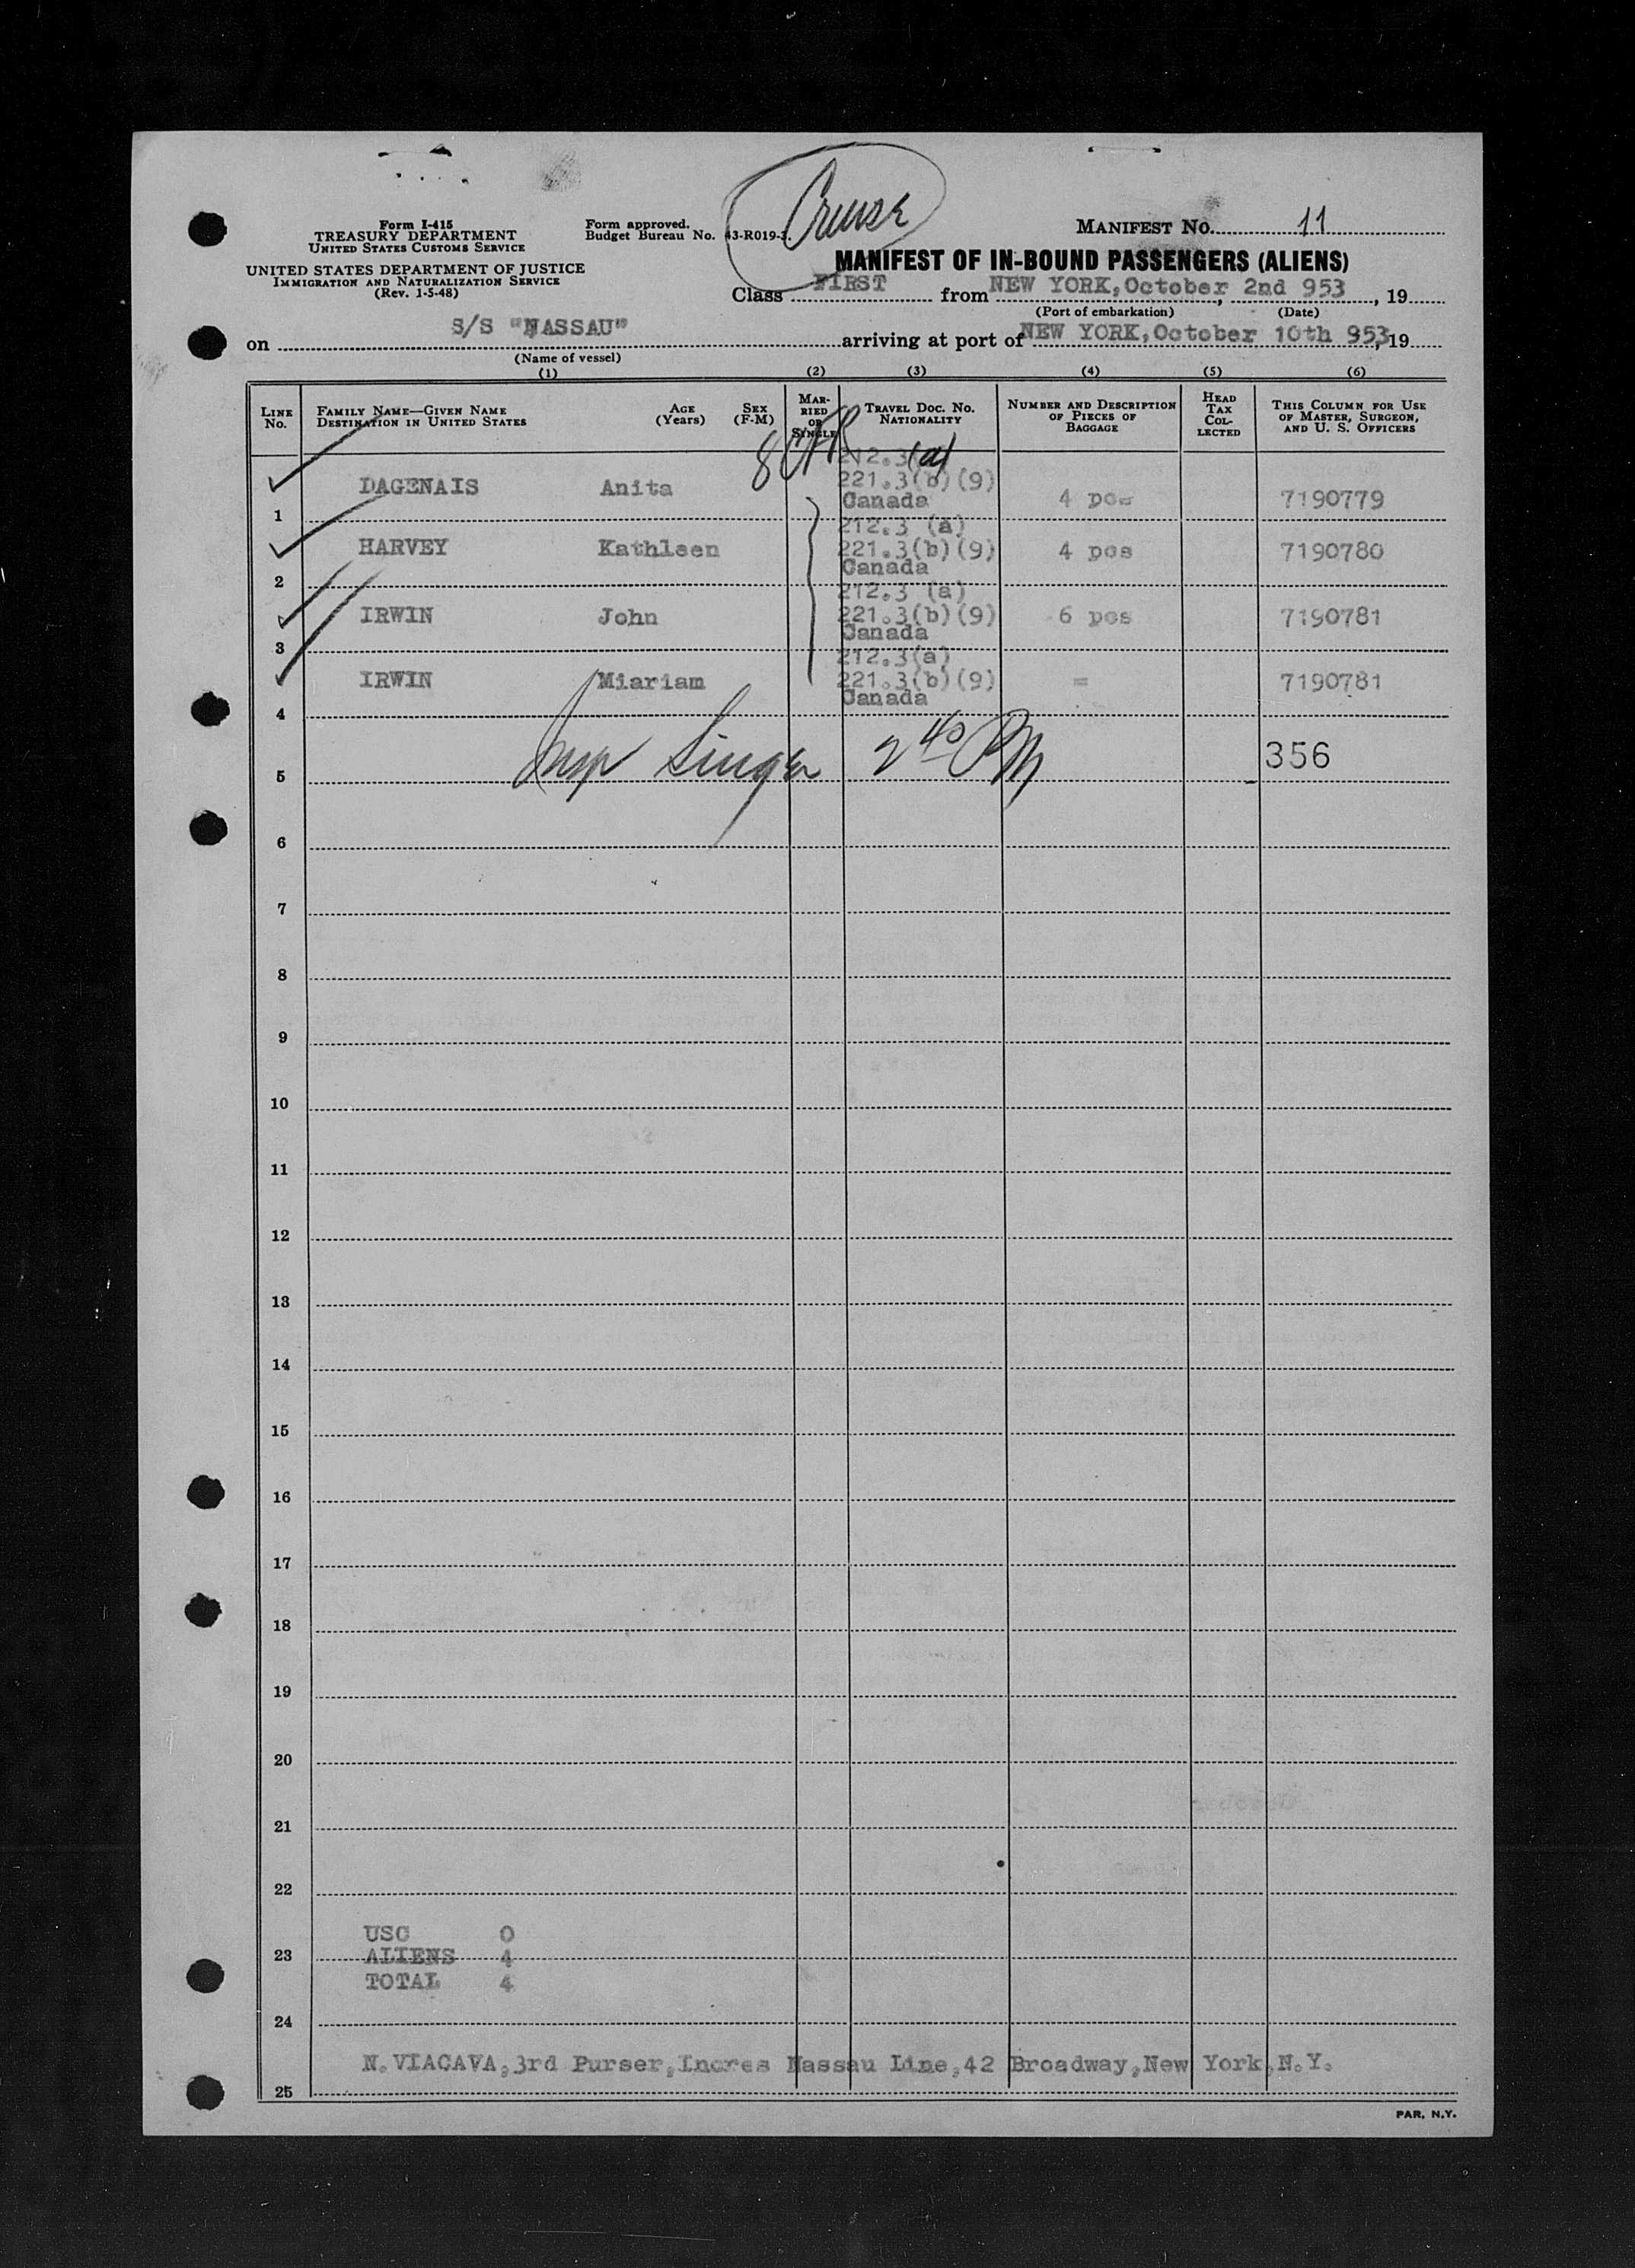 Cruise
Form I-415
TREASURY DEPARTMENT
UNITED STATES CUSTOMS SERVICE
UNITED STATES DEPARTMENT OF JUSTICE
IMMIGRATION AND NATURALIZATION SERVICE
(Rev. 1-5-48)
Form approved.
Budget Bureau No. 43-R019-3.
MANIFEST No. 11
MANIFEST OF IN-BOUND PASSENGERS (ALIENS)
Class FIRST from NEW YORK, October 2nd 953, 19
(Port of embarkation) (Date)
on S/S "NASSAU" arriving at port of NEW YORK, October 10th 953, 19
(Name of vessel)
(1) (2) (3) (4) (5) (6)
LINE No.
FAMILY NAME—GIVEN NAME
DESTINATION IN UNITED STATES
AGE (Years)
SEX (F-M)
MARRIED OR SINGLE
TRAVEL DOC. NO.
NATIONALITY
NUMBER AND DESCRIPTION OF PIECES OF BAGGAGE
HEAD TAX COLLECTED
THIS COLUMN FOR USE OF MASTER, SURGEON, AND U. S. OFFICERS
8 CFR
212.3(a)
1 DAGENAIS Anita 221.3(b)(9) 4 pcs 7190779
Canada
212.3 (a)
2 HARVEY Kathleen 221.3(b)(9) 4 pcs 7190780
Canada
212.3 (a)
3 IRWIN John 221.3(b)(9) 6 pcs 7190781
Canada
212.3(a)
4 IRWIN Miariam 221.3(b)(9) = 7190781
Canada
5 Insp Singer 2 40 PM 356
6
7
8
9
10
11
12
13
14
15
16
17
18
19
20
21
22
USC 0
23 ALIENS 4
TOTAL 4
24
N. VIACAVA, 3rd Purser, Incres Nassau Line, 42 Broadway, New York, N.Y.
25
PAR, N.Y.